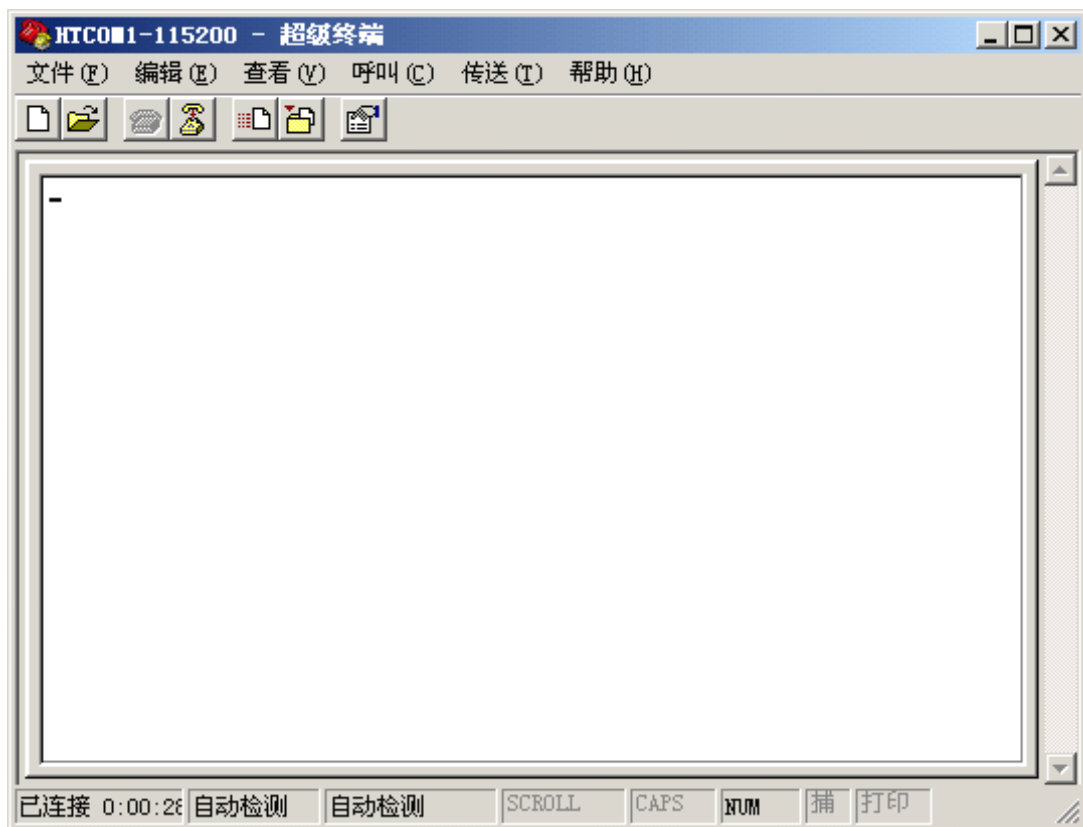 HTCOM1-115200 - 超级终端
文件(F) 编辑(E) 查看(V) 呼叫(C) 传送(T) 帮助(H)
已连接 0:00:28 自动检测 自动检测 SCROLL CAPS NUM 捕 打印